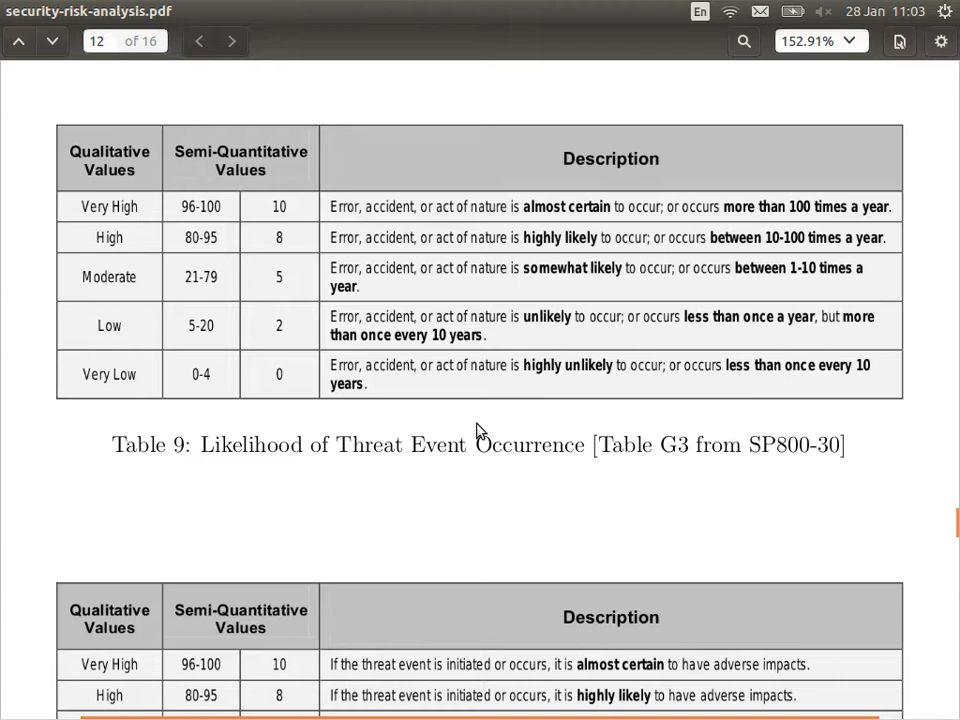 security-risk-analysis.pdf
En
28 Jan 11:03
12 of 16
152.91%
Qualitative Values Semi-Quantitative Values Description
Very High 96-100 10 Error, accident, or act of nature is almost certain to occur; or occurs more than 100 times a year.
High 80-95 8 Error, accident, or act of nature is highly likely to occur; or occurs between 10-100 times a year.
Moderate 21-79 5 Error, accident, or act of nature is somewhat likely to occur; or occurs between 1-10 times a
year.
Low 5-20 2 Error, accident, or act of nature is unlikely to occur; or occurs less than once a year, but more
than once every 10 years.
Very Low 0-4 0 Error, accident, or act of nature is highly unlikely to occur; or occurs less than once every 10
years.
Table 9: Likelihood of Threat Event Occurrence [Table G3 from SP800-30]
Qualitative Values Semi-Quantitative Values Description
Very High 96-100 10 If the threat event is initiated or occurs, it is almost certain to have adverse impacts.
High 80-95 8 If the threat event is initiated or occurs, it is highly likely to have adverse impacts.